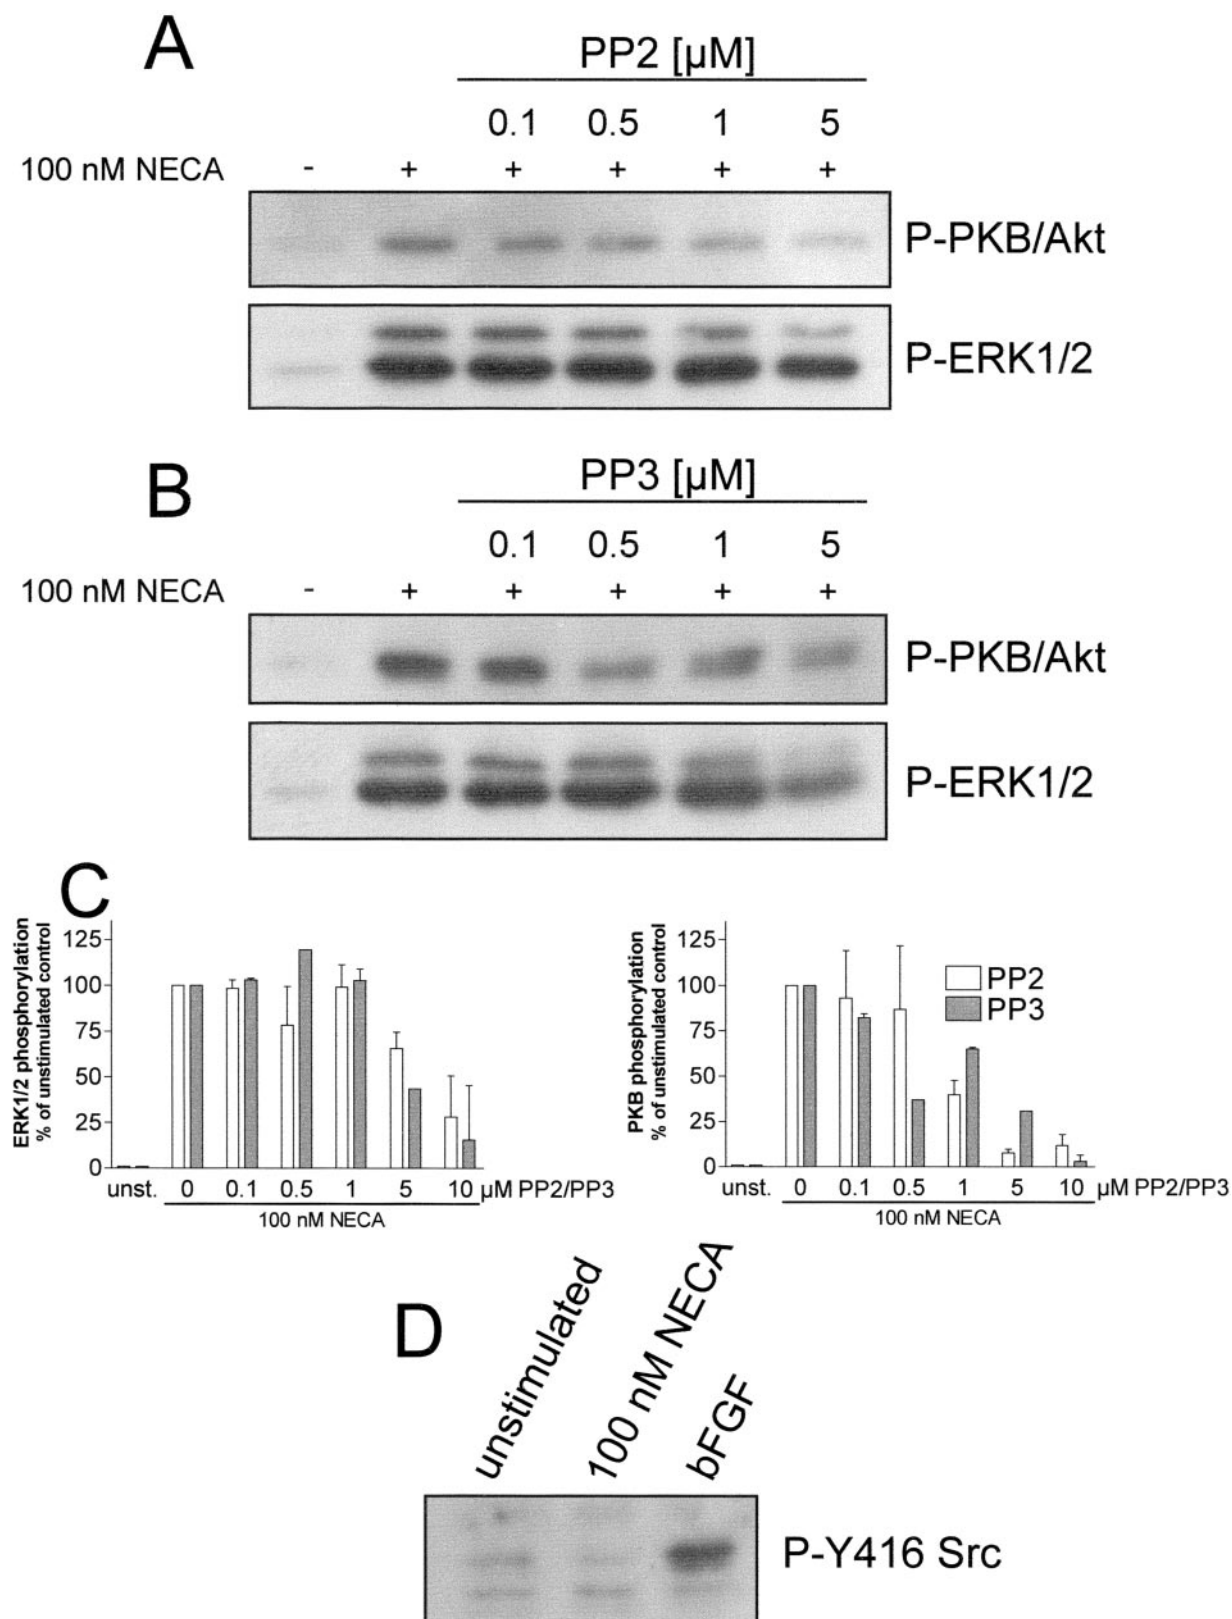 A
PP2 [µM]
0.1 0.5 1 5
100 nM NECA - + + + + +
P-PKB/Akt
P-ERK1/2
B
PP3 [µM]
0.1 0.5 1 5
100 nM NECA - + + + + +
P-PKB/Akt
P-ERK1/2
C
ERK1/2 phosphorylation
% of unstimulated control
125
100
75
50
25
0
unst. 0 0.1 0.5 1 5 10 µM PP2/PP3
100 nM NECA
PKB phosphorylation
% of unstimulated control
125
100
75
50
25
0
PP2
PP3
unst. 0 0.1 0.5 1 5 10 µM PP2/PP3
100 nM NECA
D
unstimulated
100 nM NECA
bFGF
P-Y416 Src